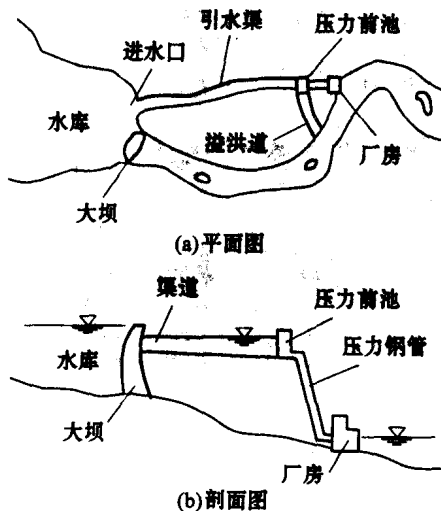 引水渠
压力前池
进水口
水库
溢洪道
厂房
大坝
(a)平面图
渠道
压力前池
水库
压力钢管
大坝
厂房
(b)剖面图